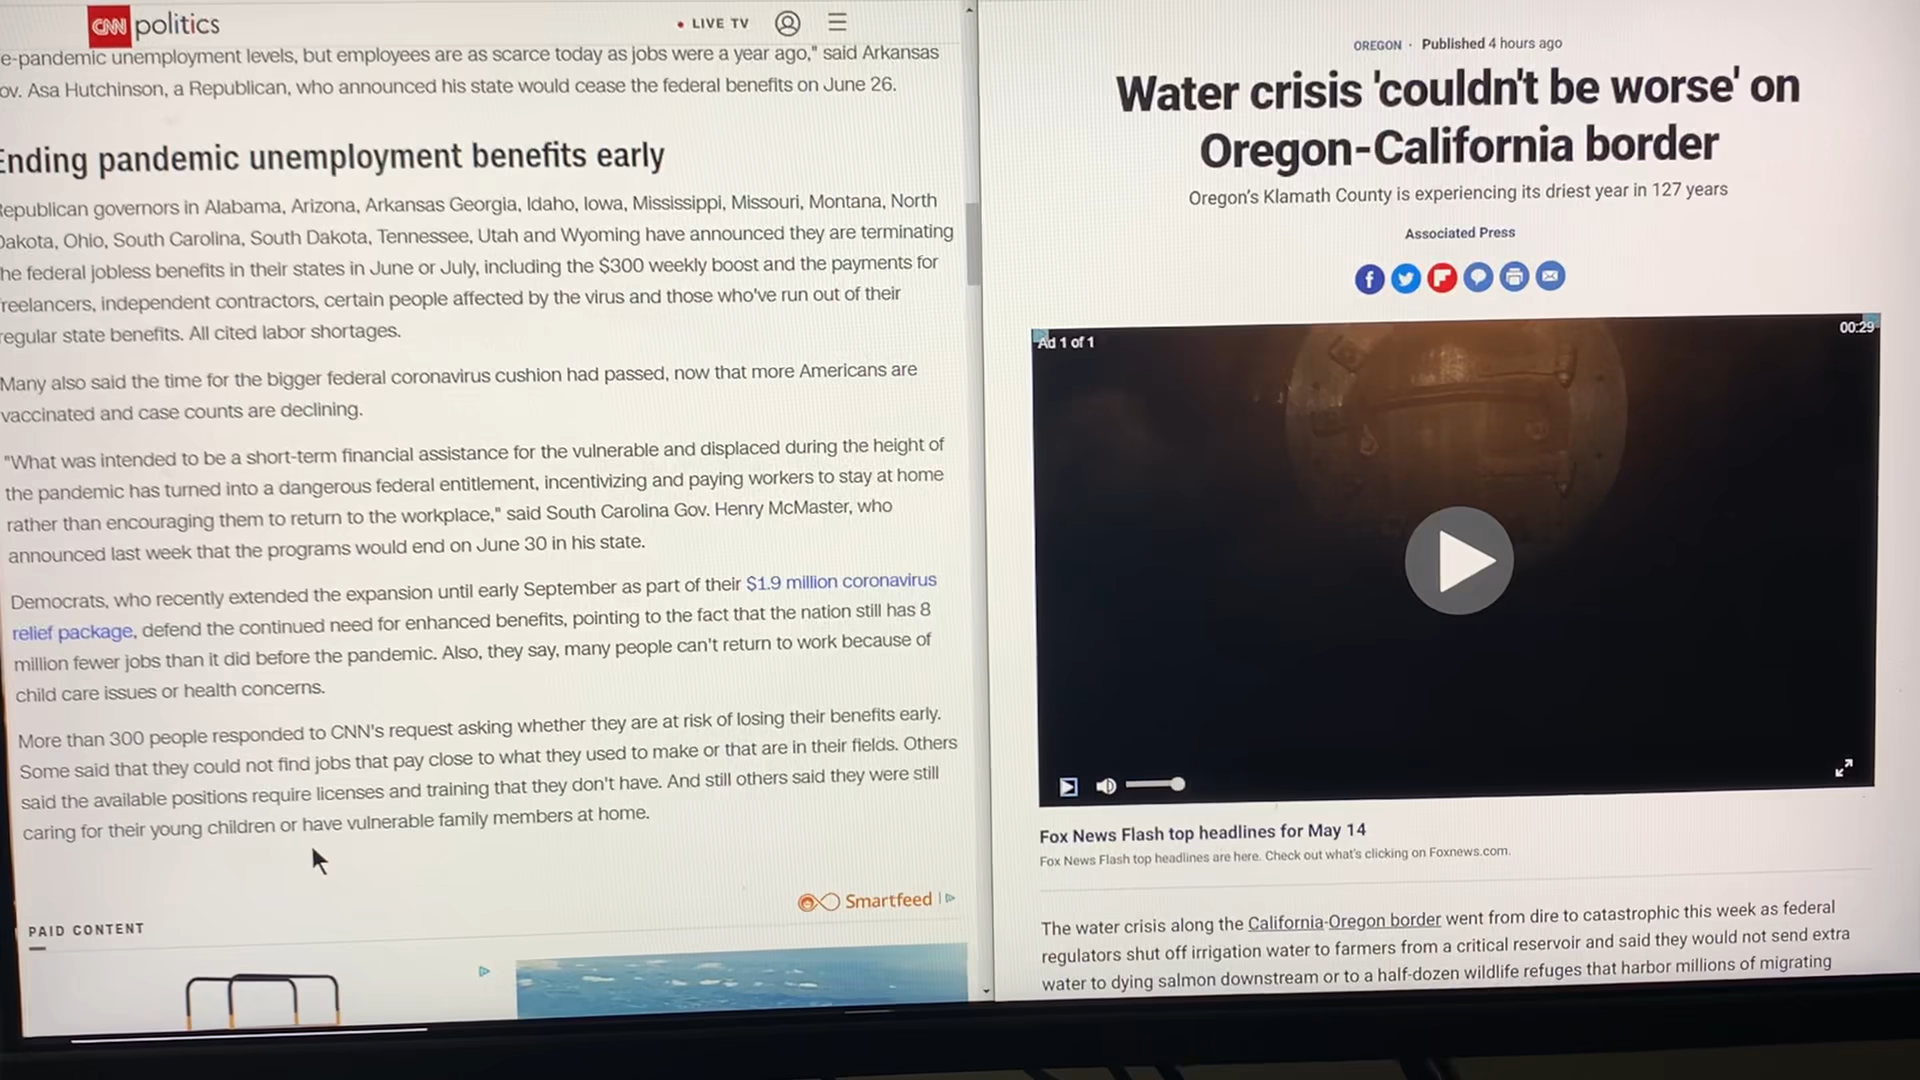 CNN politics
LIVE TV
e-pandemic unemployment levels, but employees are as scarce today as jobs were a year ago," said Arkansas
ov. Asa Hutchinson, a Republican, who announced his state would cease the federal benefits on June 26.
Ending pandemic unemployment benefits early
Republican governors in Alabama, Arizona, Arkansas Georgia, Idaho, Iowa, Mississippi, Missouri, Montana, North
Dakota, Ohio, South Carolina, South Dakota, Tennessee, Utah and Wyoming have announced they are terminating
the federal jobless benefits in their states in June or July, including the $300 weekly boost and the payments for
freelancers, independent contractors, certain people affected by the virus and those who've run out of their
regular state benefits. All cited labor shortages.
Many also said the time for the bigger federal coronavirus cushion had passed, now that more Americans are
vaccinated and case counts are declining.
"What was intended to be a short-term financial assistance for the vulnerable and displaced during the height of
the pandemic has turned into a dangerous federal entitlement, incentivizing and paying workers to stay at home
rather than encouraging them to return to the workplace," said South Carolina Gov. Henry McMaster, who
announced last week that the programs would end on June 30 in his state.
Democrats, who recently extended the expansion until early September as part of their $1.9 million coronavirus
relief package, defend the continued need for enhanced benefits, pointing to the fact that the nation still has 8
million fewer jobs than it did before the pandemic. Also, they say, many people can't return to work because of
child care issues or health concerns.
More than 300 people responded to CNN's request asking whether they are at risk of losing their benefits early.
Some said that they could not find jobs that pay close to what they used to make or that are in their fields. Others
said the available positions require licenses and training that they don't have. And still others said they were still
caring for their young children or have vulnerable family members at home.
Smartfeed
PAID CONTENT
OREGON · Published 4 hours ago
Water crisis 'couldn't be worse' on
Oregon-California border
Oregon's Klamath County is experiencing its driest year in 127 years
Associated Press
Ad 1 of 1
00:29
Fox News Flash top headlines for May 14
Fox News Flash top headlines are here. Check out what's clicking on Foxnews.com.
The water crisis along the California-Oregon border went from dire to catastrophic this week as federal
regulators shut off irrigation water to farmers from a critical reservoir and said they would not send extra
water to dying salmon downstream or to a half-dozen wildlife refuges that harbor millions of migrating